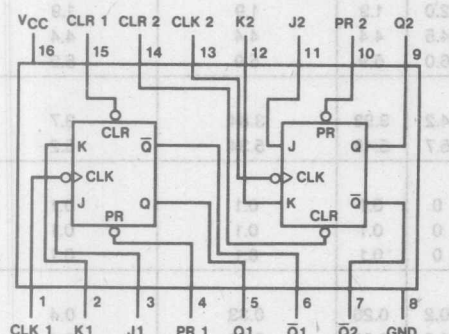 VCC CLR 1 CLR 2 CLK 2 K2 J2 PR 2 Q2
16 15 14 13 12 11 10 9
CLR PR
K Q̅ J Q
CLK CLK
J Q K Q̅
PR CLR
1 2 3 4 5 6 7 8
CLK 1 K1 J1 PR 1 Q1 Q̅1 Q̅2 GND